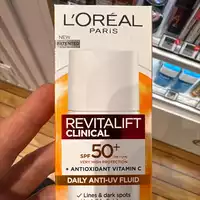 L'ORÉAL
PARIS
NEW
PATENTED
REVITALIFT
CLINICAL
SPF 50+
VERY HIGH PROTECTION
+ ANTIOXIDANT VITAMIN C
DAILY ANTI-UV FLUID
✓ Lines & dark spots